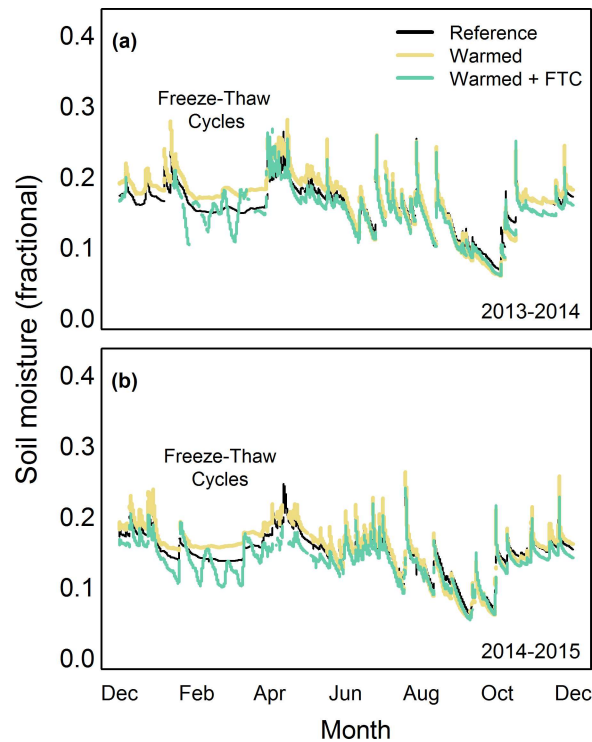 (a)
Reference
Warmed
Warmed + FTC
Freeze-Thaw
Cycles
0.4
0.3
0.2
0.1
0.0
2013-2014
Soil moisture (fractional)
(b)
Freeze-Thaw
Cycles
0.4
0.3
0.2
0.1
0.0
2014-2015
Dec Feb Apr Jun Aug Oct Dec
Month